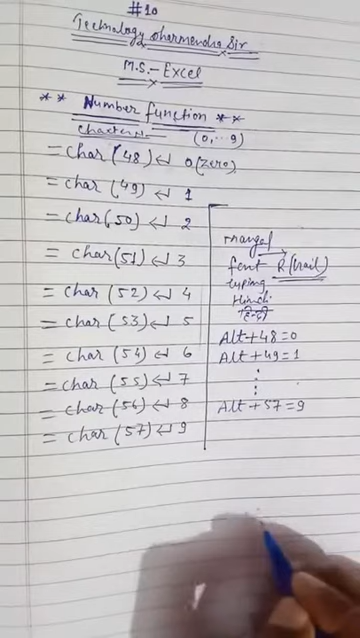 #10
Technology Dharmendra Sir
M.S.-Excel
** Number function **
(0,...9)
=Char (48)↵ 0(zero)
=char (49)↵ 1
=char(50)↵ 2
=char(51)↵ 3
=char (52)↵ 4
=char (53)↵ 5
=char (54)↵ 6
=char (55)↵ 7
=char (56)↵ 8
=char (57)↵ 9
mangal
font → R(trail)
typing
Hindi
हिन्दी
Alt+48=0
Alt+49=1
⋮
Alt+57=9